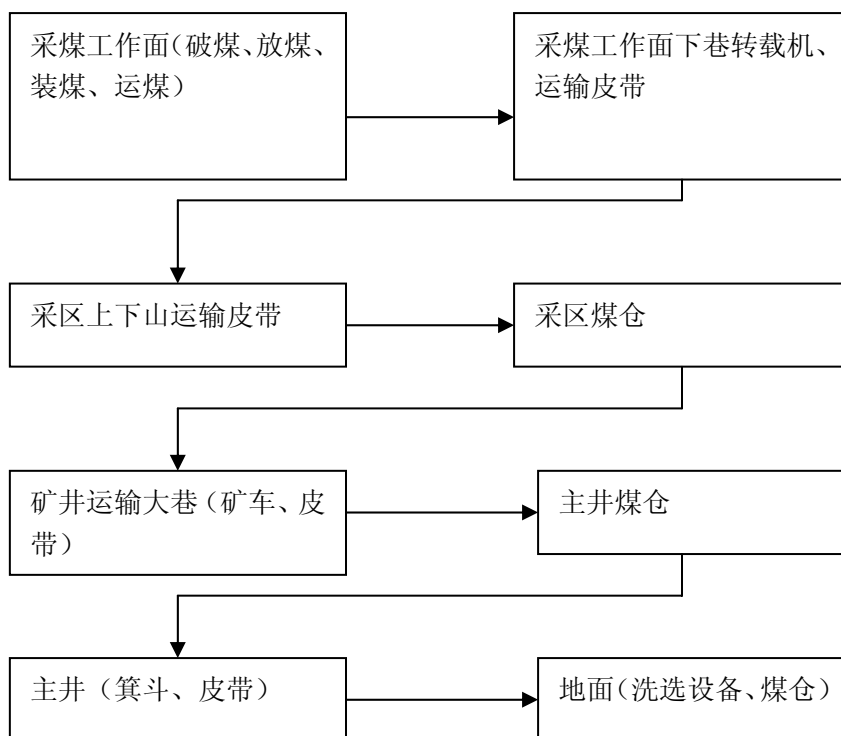 采煤工作面（破煤、放煤、
装煤、运煤）
采煤工作面下巷转载机、
运输皮带
采区上下山运输皮带
采区煤仓
矿井运输大巷（矿车、皮
带）
主井煤仓
主井（箕斗、皮带）
地面（洗选设备、煤仓）